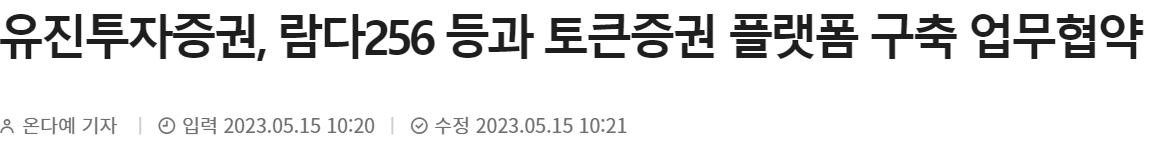 유진투자증권, 람다256 등과 토큰증권 플랫폼 구축 업무협약
온다예 기자 | 입력 2023.05.15 10:20 | 수정 2023.05.15 10:21